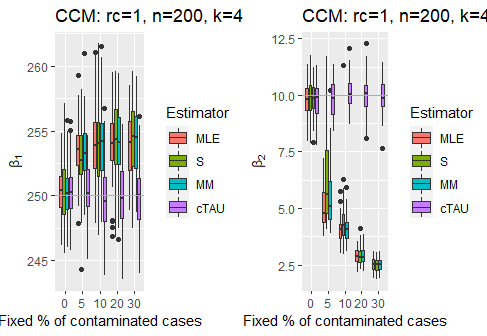 CCM: rc=1, n=200, k=4
260
255
250
245
β1
0 5 10 20 30
Fixed % of contaminated cases
Estimator
MLE
S
MM
cTAU
CCM: rc=1, n=200, k=4
12.5
10.0
7.5
5.0
2.5
β2
0 5 10 20 30
Fixed % of contaminated cases
Estimator
MLE
S
MM
cTAU